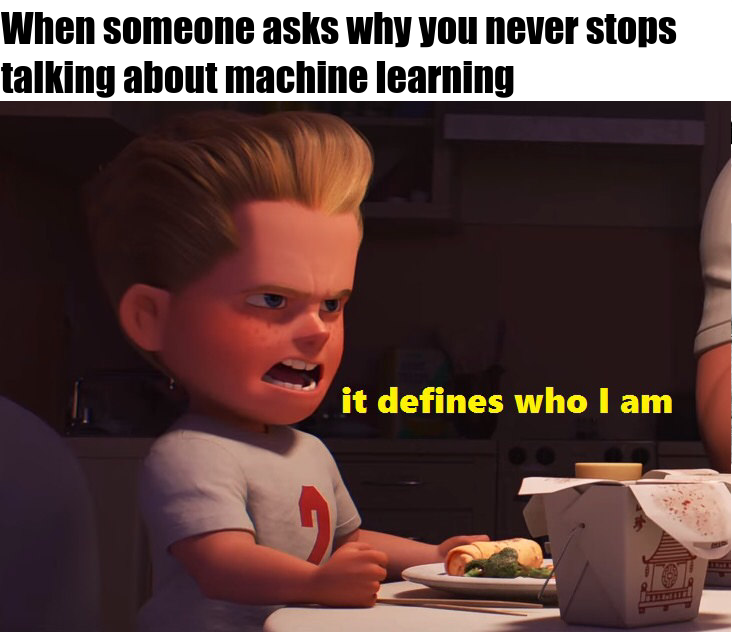 When someone asks why you never stops
talking about machine learning
it defines who I am